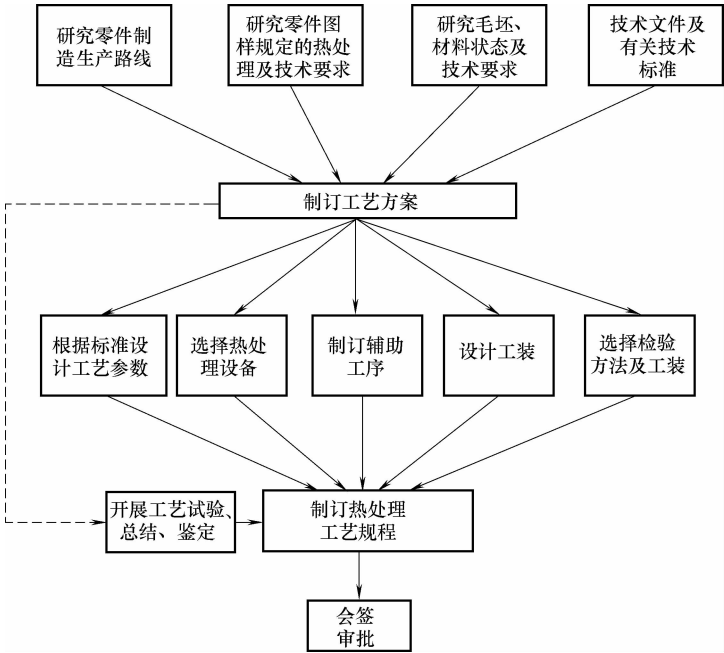 研究零件制
造生产路线
研究零件图
样规定的热处
理及技术要求
研究毛坯、
材料状态及
技术要求
技术文件及
有关技术
标准
制订工艺方案
根据标准设
计工艺参数
选择热处
理设备
制订辅助
工序
设计工装
选择检验
方法及工装
开展工艺试验、
总结、鉴定
制订热处理
工艺规程
会签
审批